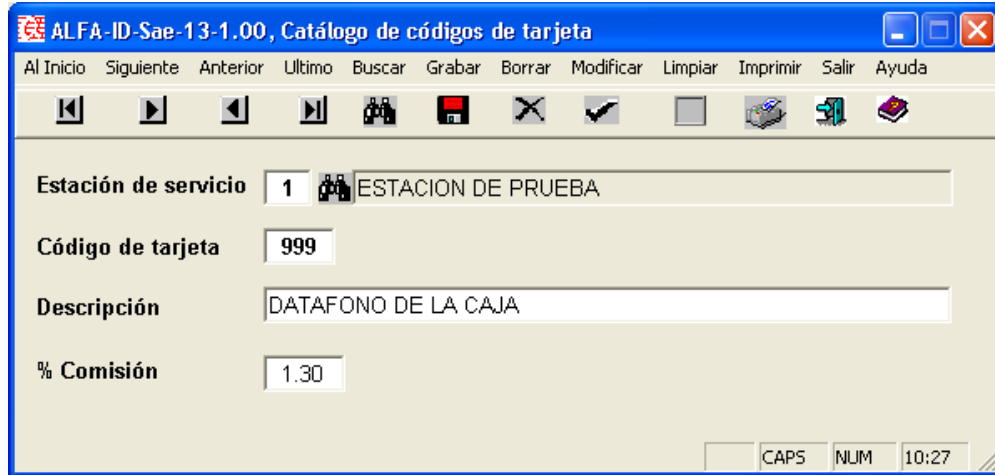 ALFA-ID-Sae-13-1.00, Catálogo de códigos de tarjeta
Al Inicio Siguiente Anterior Ultimo Buscar Grabar Borrar Modificar Limpiar Imprimir Salir Ayuda
Estación de servicio 1 ESTACION DE PRUEBA
Código de tarjeta 999
Descripción DATAFONO DE LA CAJA
% Comisión 1.30
CAPS NUM 10:27